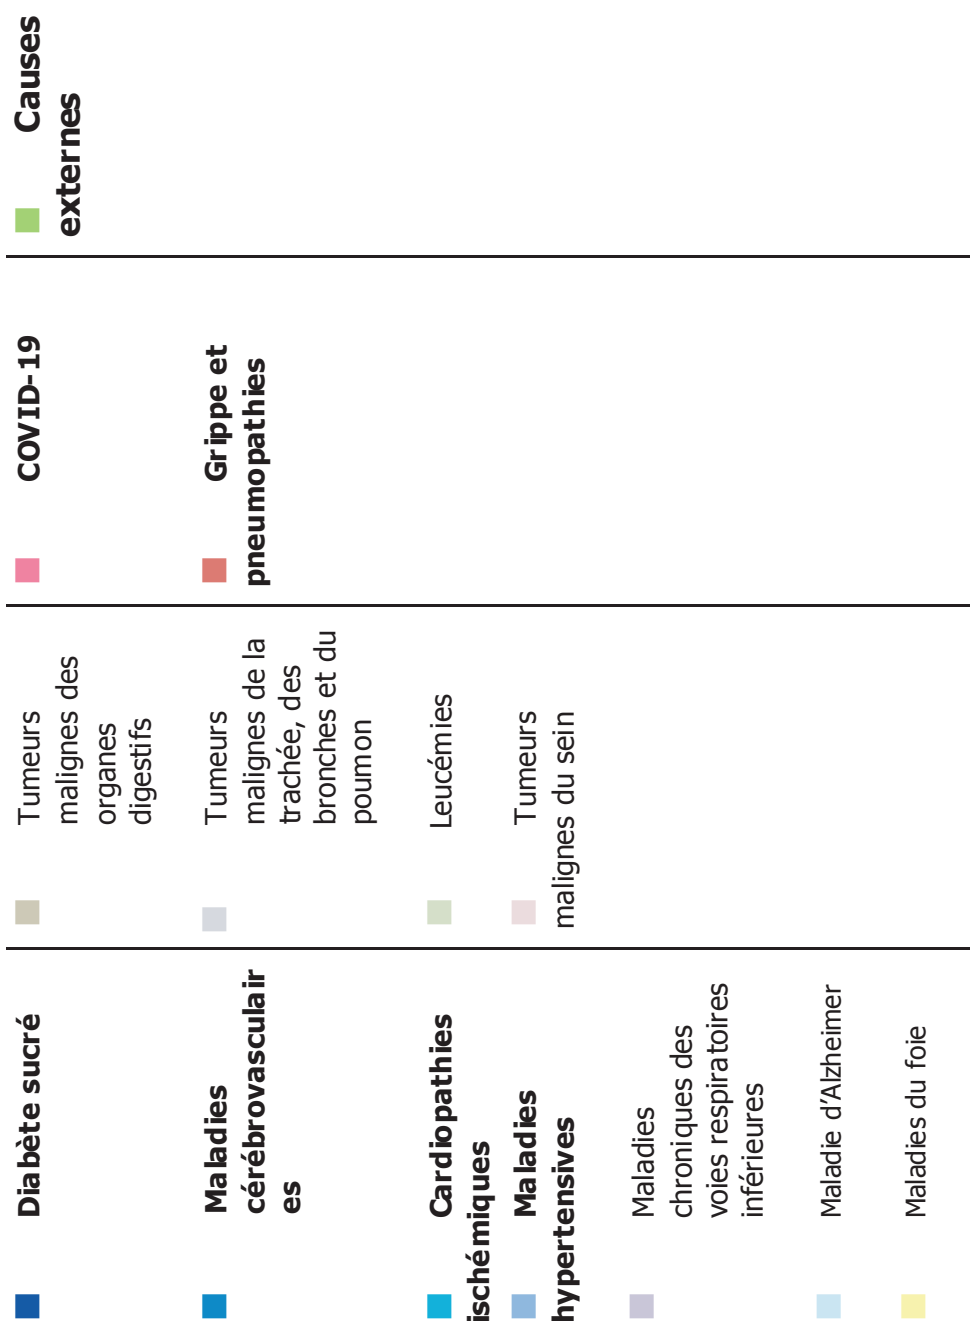 Diabète sucré
Maladies
cérébrovasculair
es
Cardiopathies
ischémiques
Maladies
hypertensives
Maladies
chroniques des
voies respiratoires
inférieures
Maladie d'Alzheimer
Maladies du foie
Tumeurs
malignes des
organes
digestifs
Tumeurs
malignes de la
trachée, des
bronches et du
poumon
Leucémies
Tumeurs
malignes du sein
COVID-19
Grippe et
pneumopathies
Causes
externes